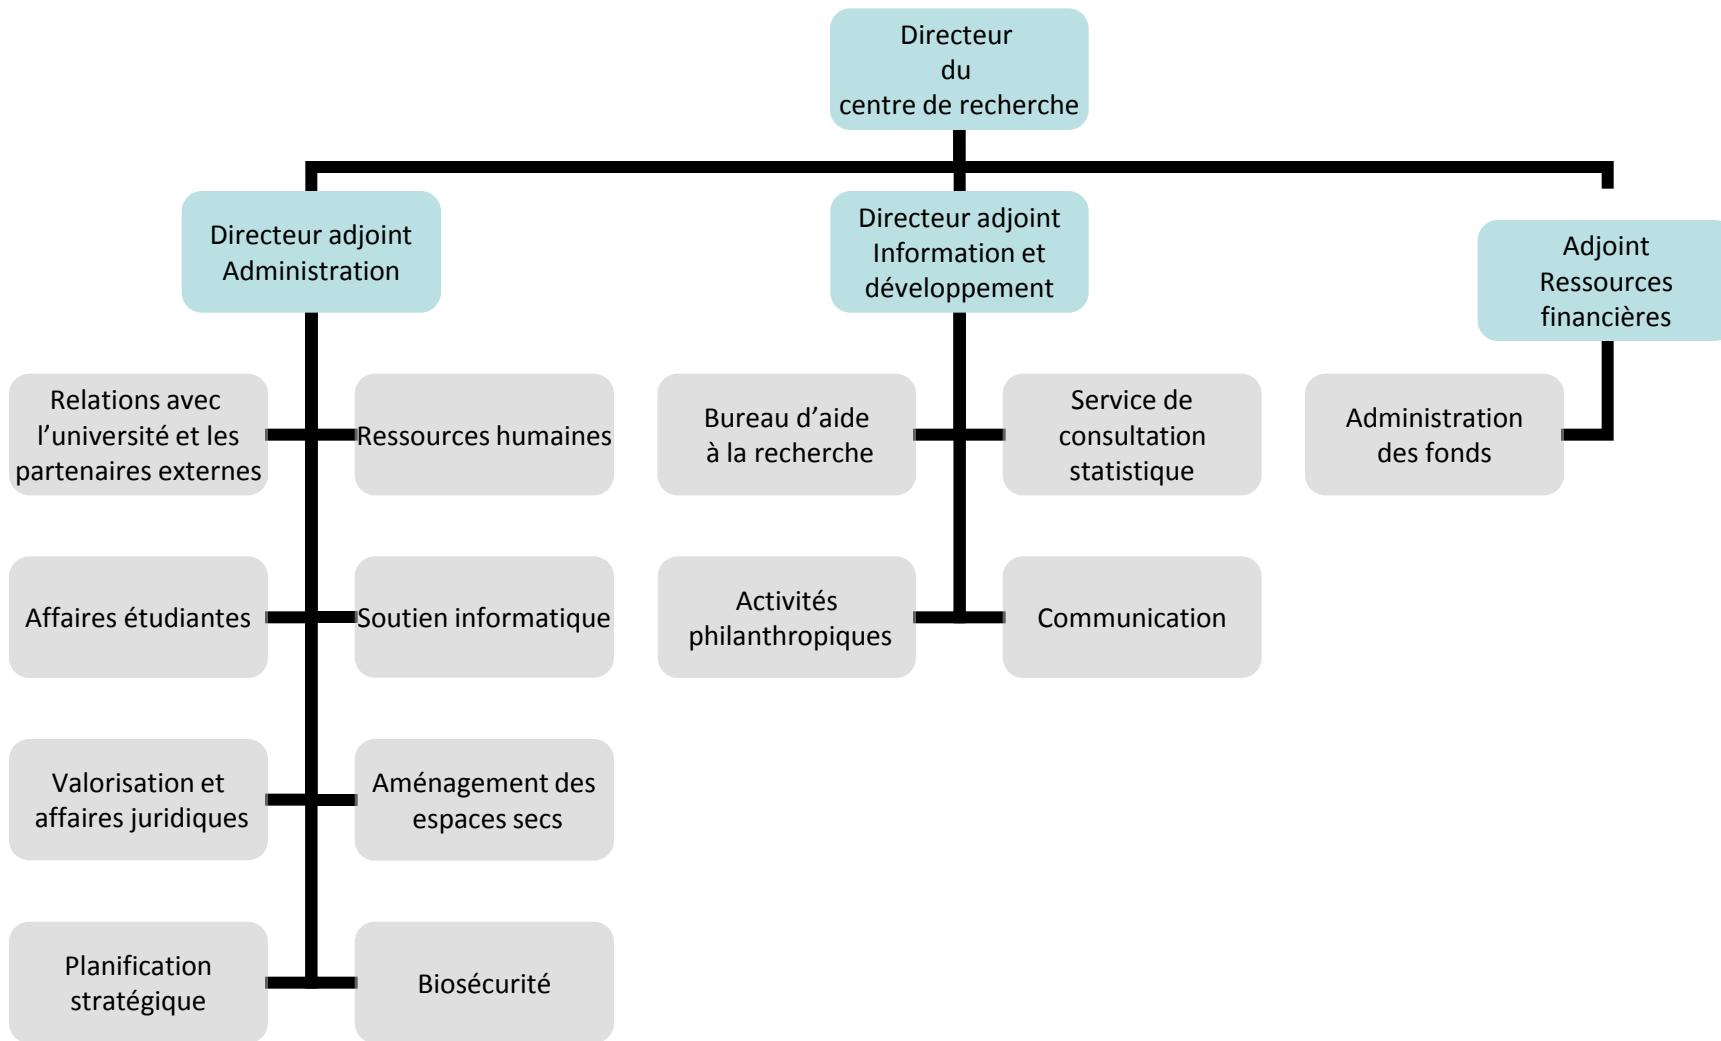 Directeur
du
centre de recherche
Directeur adjoint
Administration
Directeur adjoint
Information et
développement
Adjoint
Ressources
financières
Relations avec
l’université et les
partenaires externes
Ressources humaines
Bureau d’aide
à la recherche
Service de
consultation
statistique
Administration
des fonds
Affaires étudiantes
Soutien informatique
Activités
philanthropiques
Communication
Valorisation et
affaires juridiques
Aménagement des
espaces secs
Planification
stratégique
Biosécurité